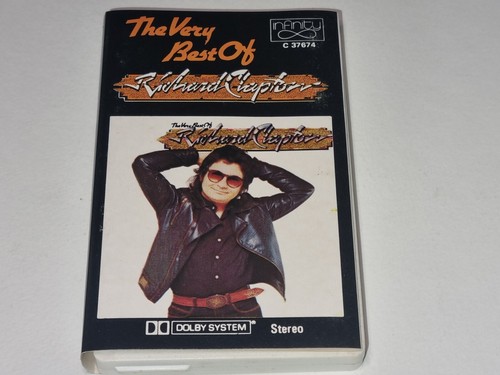 The Very
Best Of
Richard Clapton
infinity
C 37674
The Very Best Of
Richard Clapton
DOLBY SYSTEM
Stereo